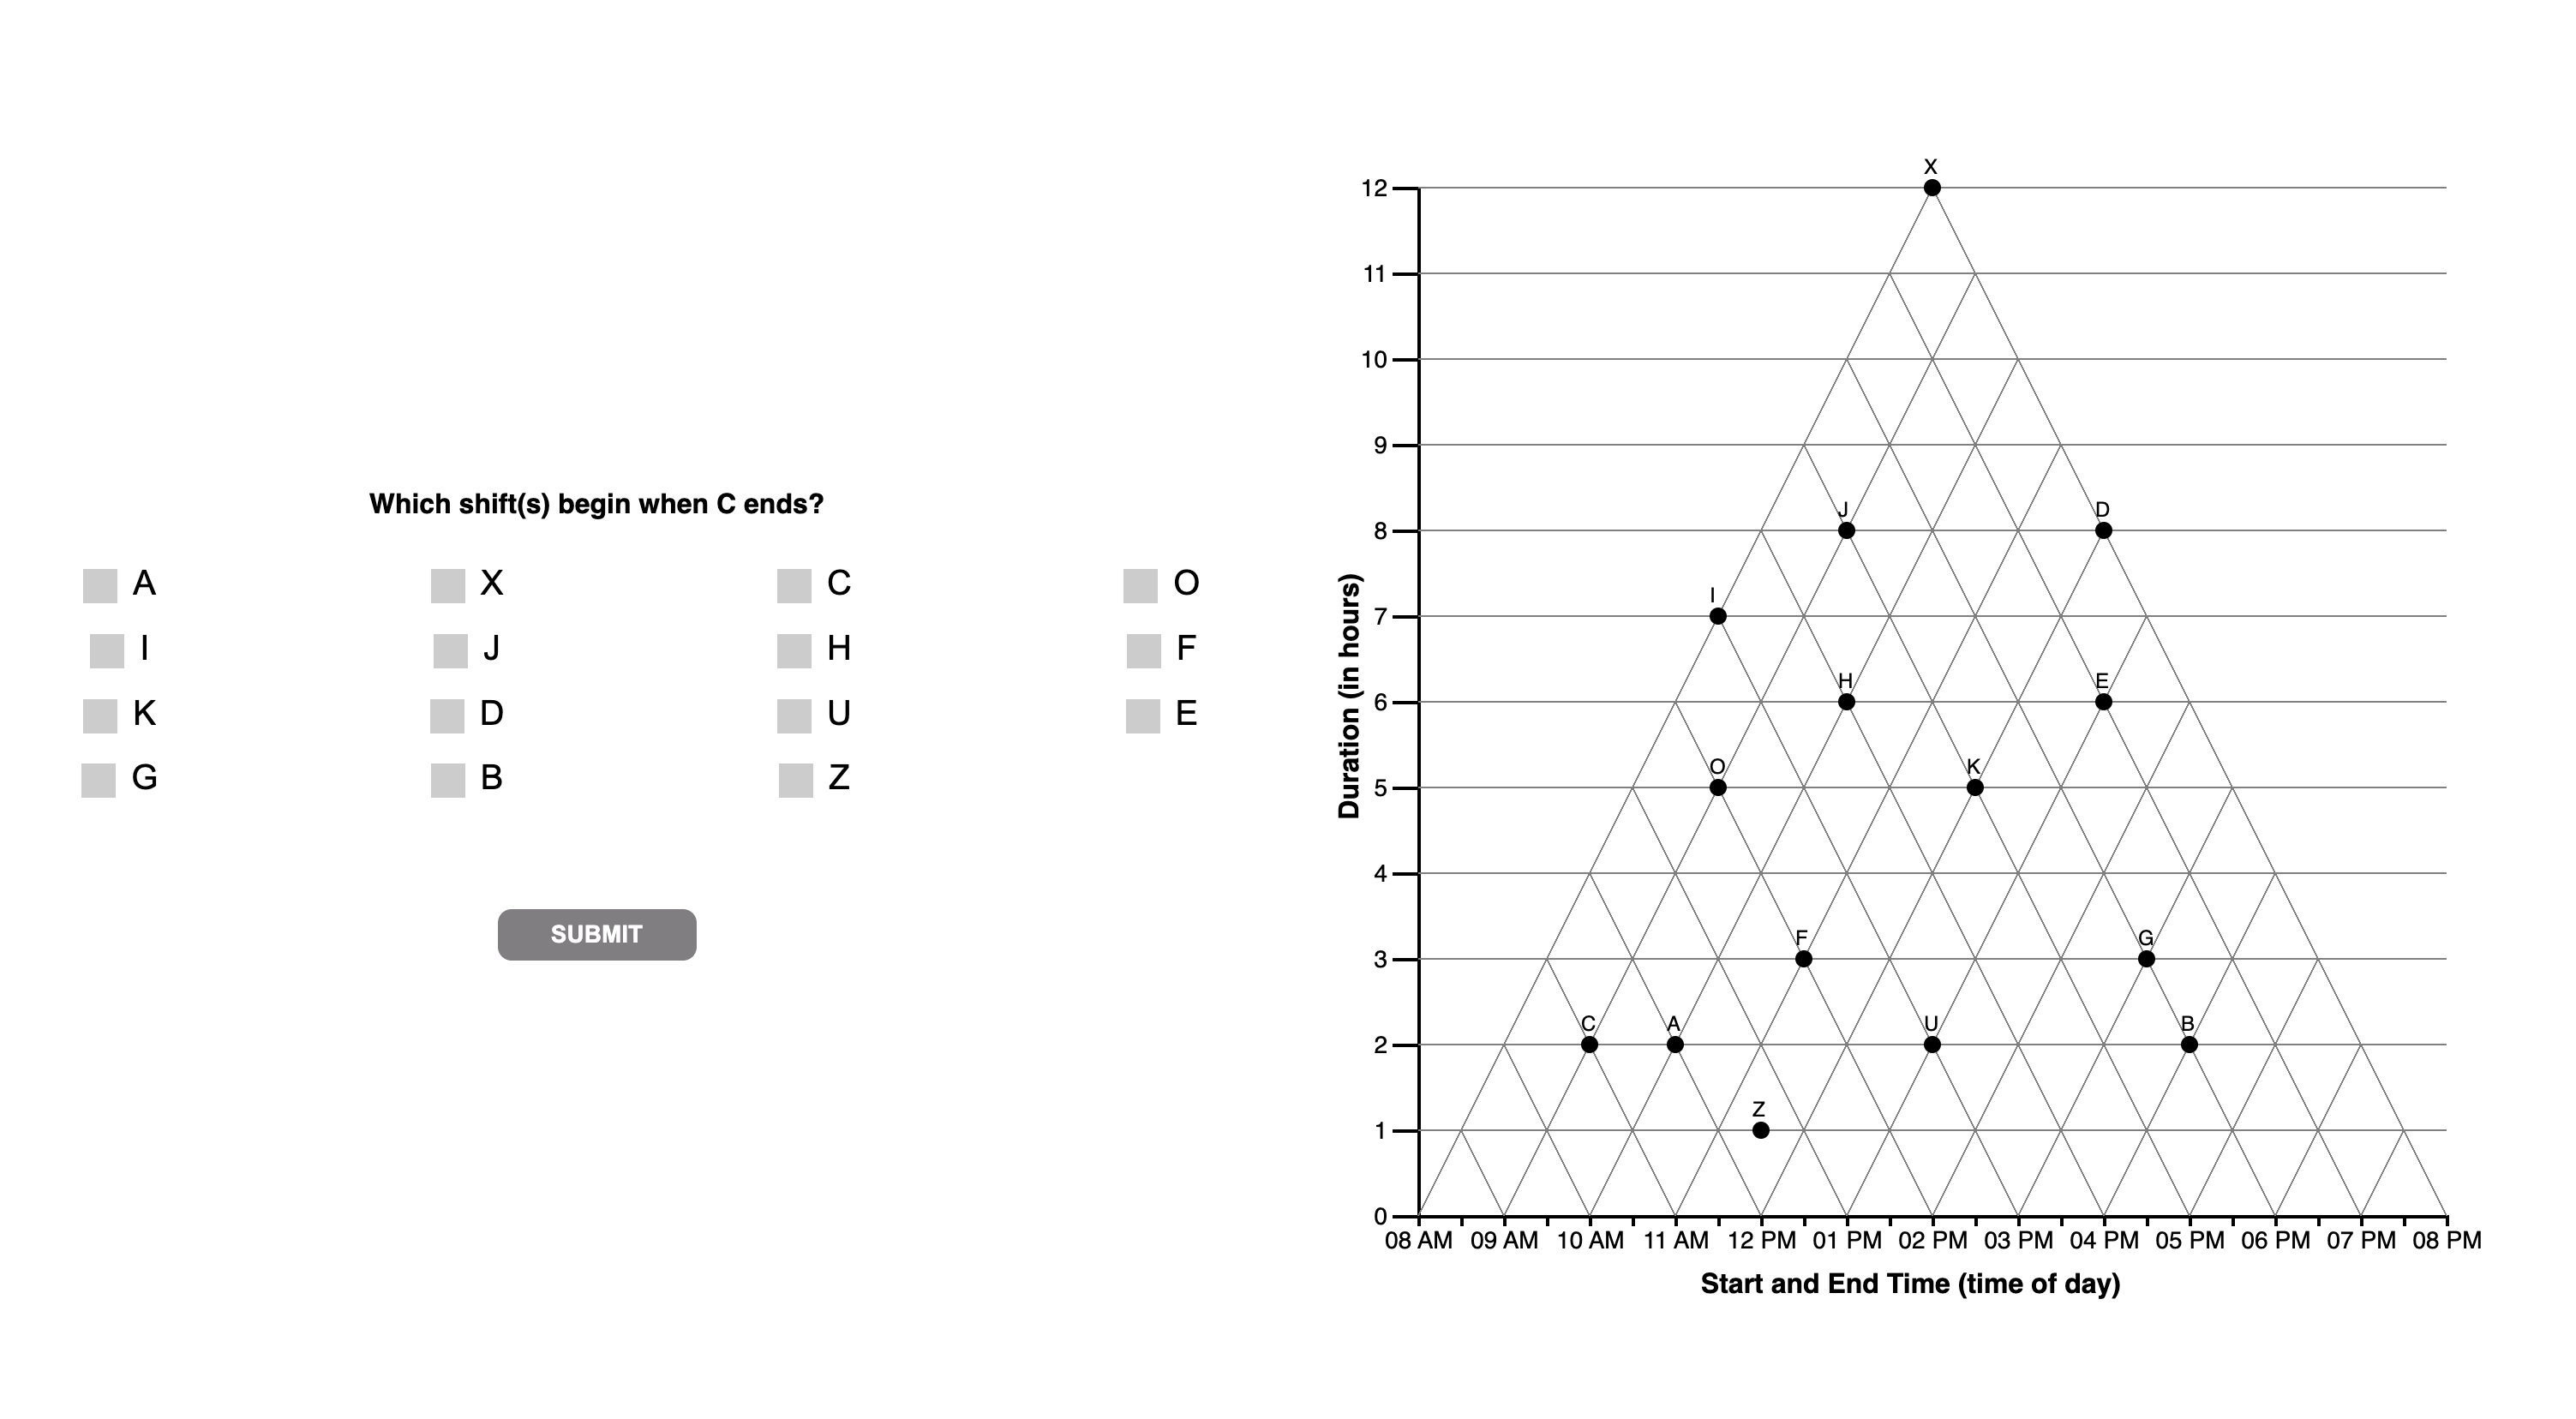 Which shift(s) begin when C ends?
A X C O
I J H F
K D U E
G B Z
SUBMIT
X
12
11
10
9
J D
8
I
7
H E
6
O K
5
4
F G
3
C A U B
2
Z
1
0
Duration (in hours)
08 AM 09 AM 10 AM 11 AM 12 PM 01 PM 02 PM 03 PM 04 PM 05 PM 06 PM 07 PM 08 PM
Start and End Time (time of day)